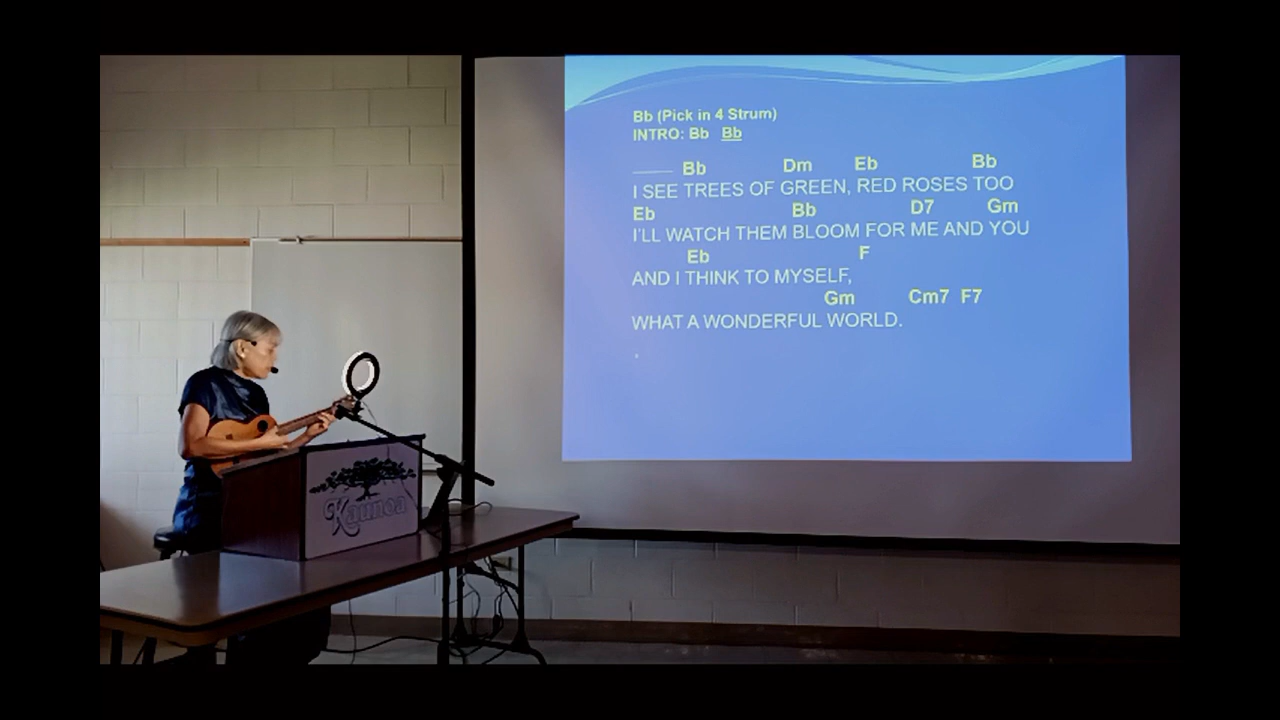 Bb (Pick in 4 Strum)
INTRO: Bb Bb
____ Bb Dm Eb Bb
I SEE TREES OF GREEN, RED ROSES TOO
Eb Bb D7 Gm
I'LL WATCH THEM BLOOM FOR ME AND YOU
Eb F
AND I THINK TO MYSELF,
Gm Cm7 F7
WHAT A WONDERFUL WORLD.
.
Kaunoa